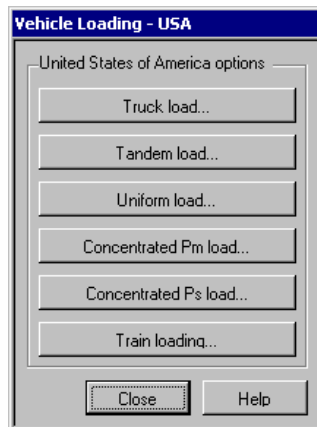 Vehicle Loading - USA
United States of America options
Truck load...
Tandem load...
Uniform load...
Concentrated Pm load...
Concentrated Ps load...
Train loading...
Close Help